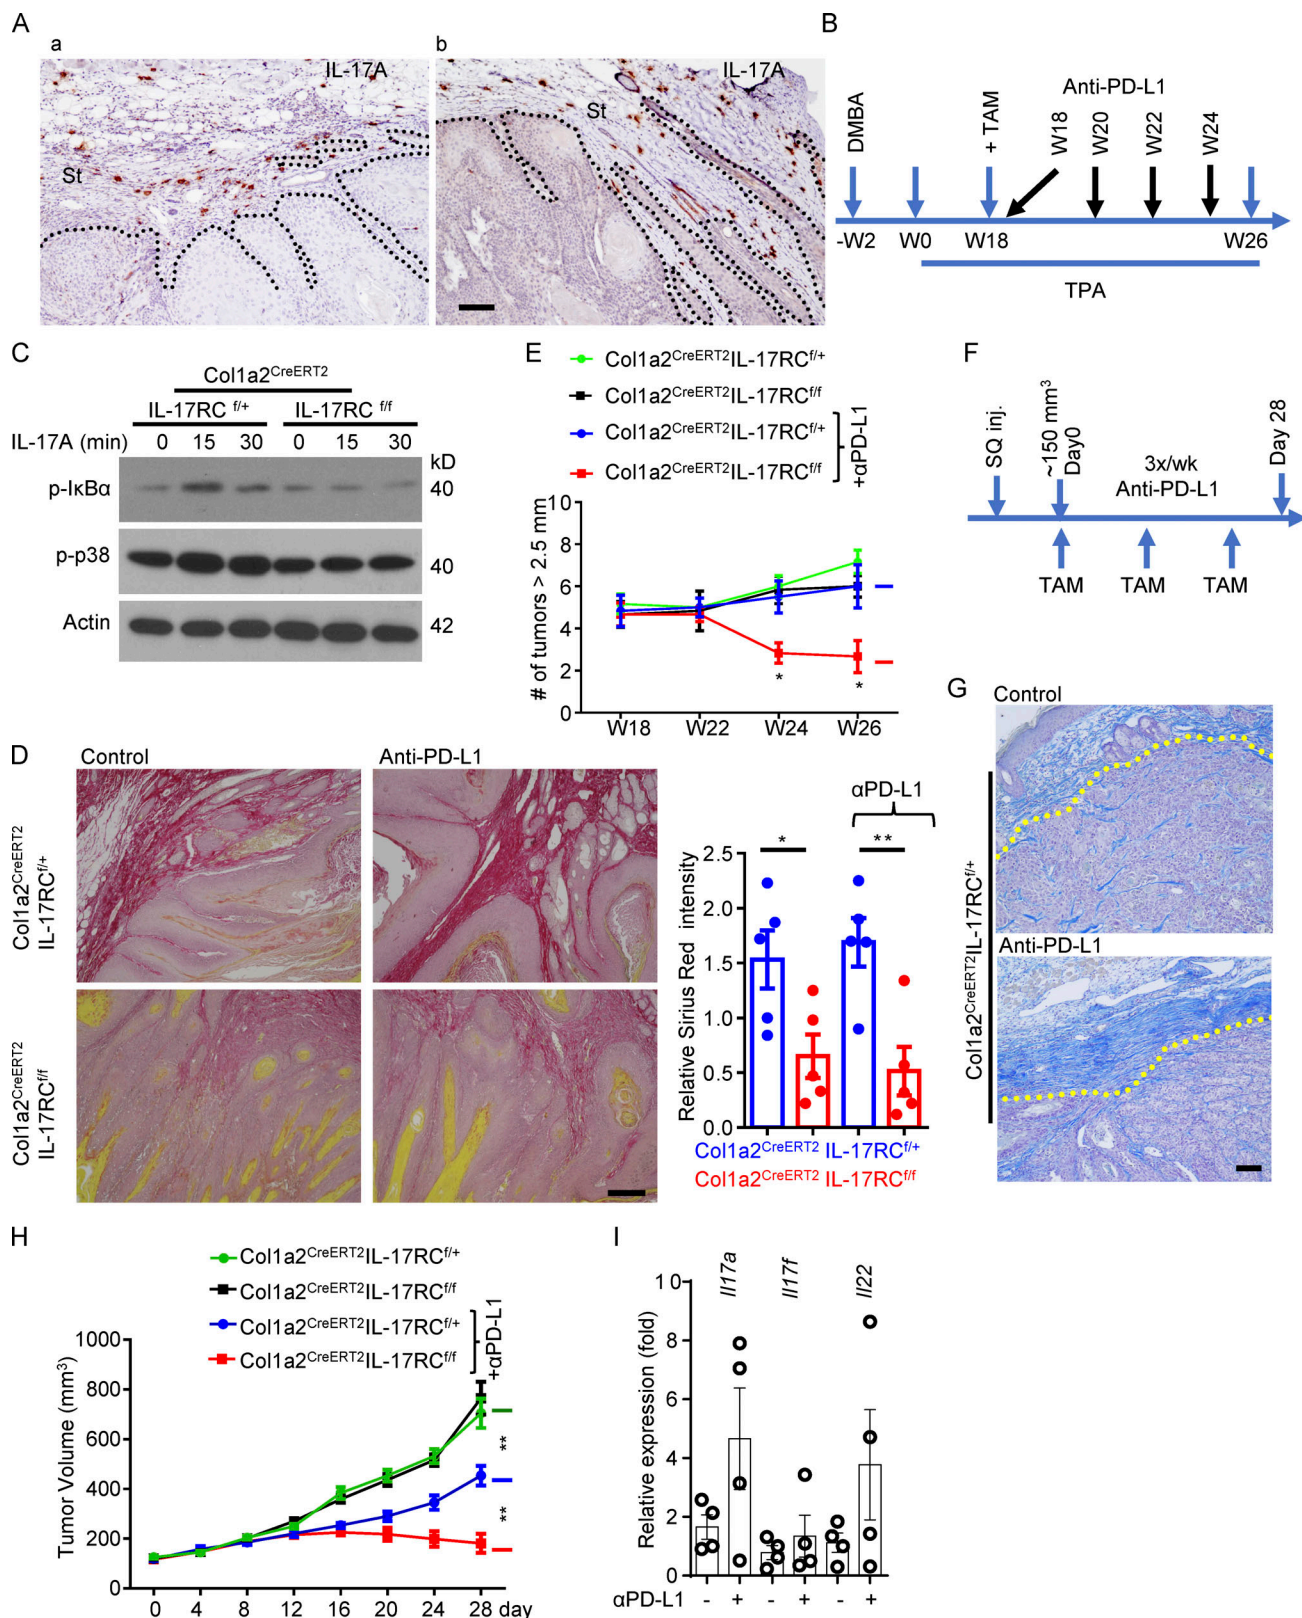 A
a
IL-17A
St
b
IL-17A
St
B
Anti-PD-L1
DMBA
+ TAM
W18
W20
W22
W24
-W2 W0 W18 W26
TPA
C
Col1a2CreERT2
IL-17RC f/+ IL-17RC f/f
IL-17A (min) 0 15 30 0 15 30
kD
p-IκBα 40
p-p38 40
Actin 42
E
Col1a2CreERT2IL-17RCf/+
Col1a2CreERT2IL-17RCf/f
Col1a2CreERT2IL-17RCf/+
Col1a2CreERT2IL-17RCf/f
+αPD-L1
# of tumors > 2.5 mm
10
8
6
4
2
0
* *
W18 W22 W24 W26
F
SQ inj.
~150 mm3
Day0
3x/wk
Anti-PD-L1
Day 28
TAM TAM TAM
D
Control Anti-PD-L1
Col1a2CreERT2
IL-17RCf/+
Col1a2CreERT2
IL-17RCf/f
αPD-L1
* **
Relative Sirius Red intensity
2.5
2.0
1.5
1.0
0.5
0.0
Col1a2CreERT2 IL-17RCf/+
Col1a2CreERT2 IL-17RCf/f
G
Control
Anti-PD-L1
Col1a2CreERT2IL-17RCf/+
H
Col1a2CreERT2IL-17RCf/+
Col1a2CreERT2IL-17RCf/f
Col1a2CreERT2IL-17RCf/+
Col1a2CreERT2IL-17RCf/f
+αPD-L1
Tumor Volume (mm3)
1000
800
600
400
200
0
**
**
0 4 8 12 16 20 24 28 day
I
Il17a
Il17f
Il22
Relative expression (fold)
10
8
6
4
2
0
αPD-L1 - + - + - +